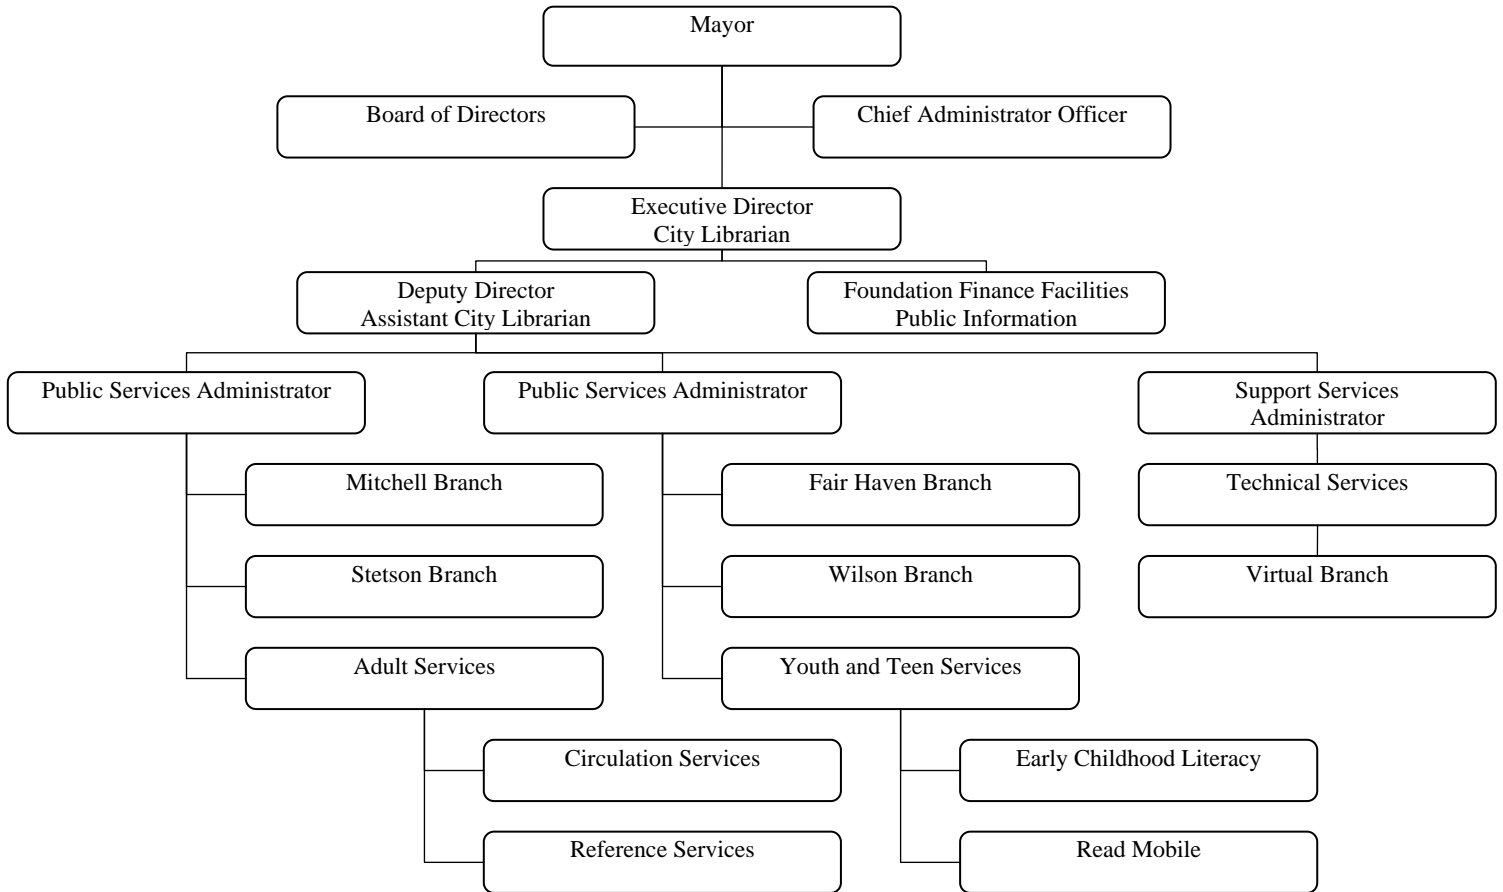 Mayor
Board of Directors
Chief Administrator Officer
Executive Director
City Librarian
Deputy Director
Assistant City Librarian
Foundation Finance Facilities
Public Information
Public Services Administrator
Public Services Administrator
Support Services
Administrator
Mitchell Branch
Fair Haven Branch
Technical Services
Stetson Branch
Wilson Branch
Virtual Branch
Adult Services
Youth and Teen Services
Circulation Services
Early Childhood Literacy
Reference Services
Read Mobile